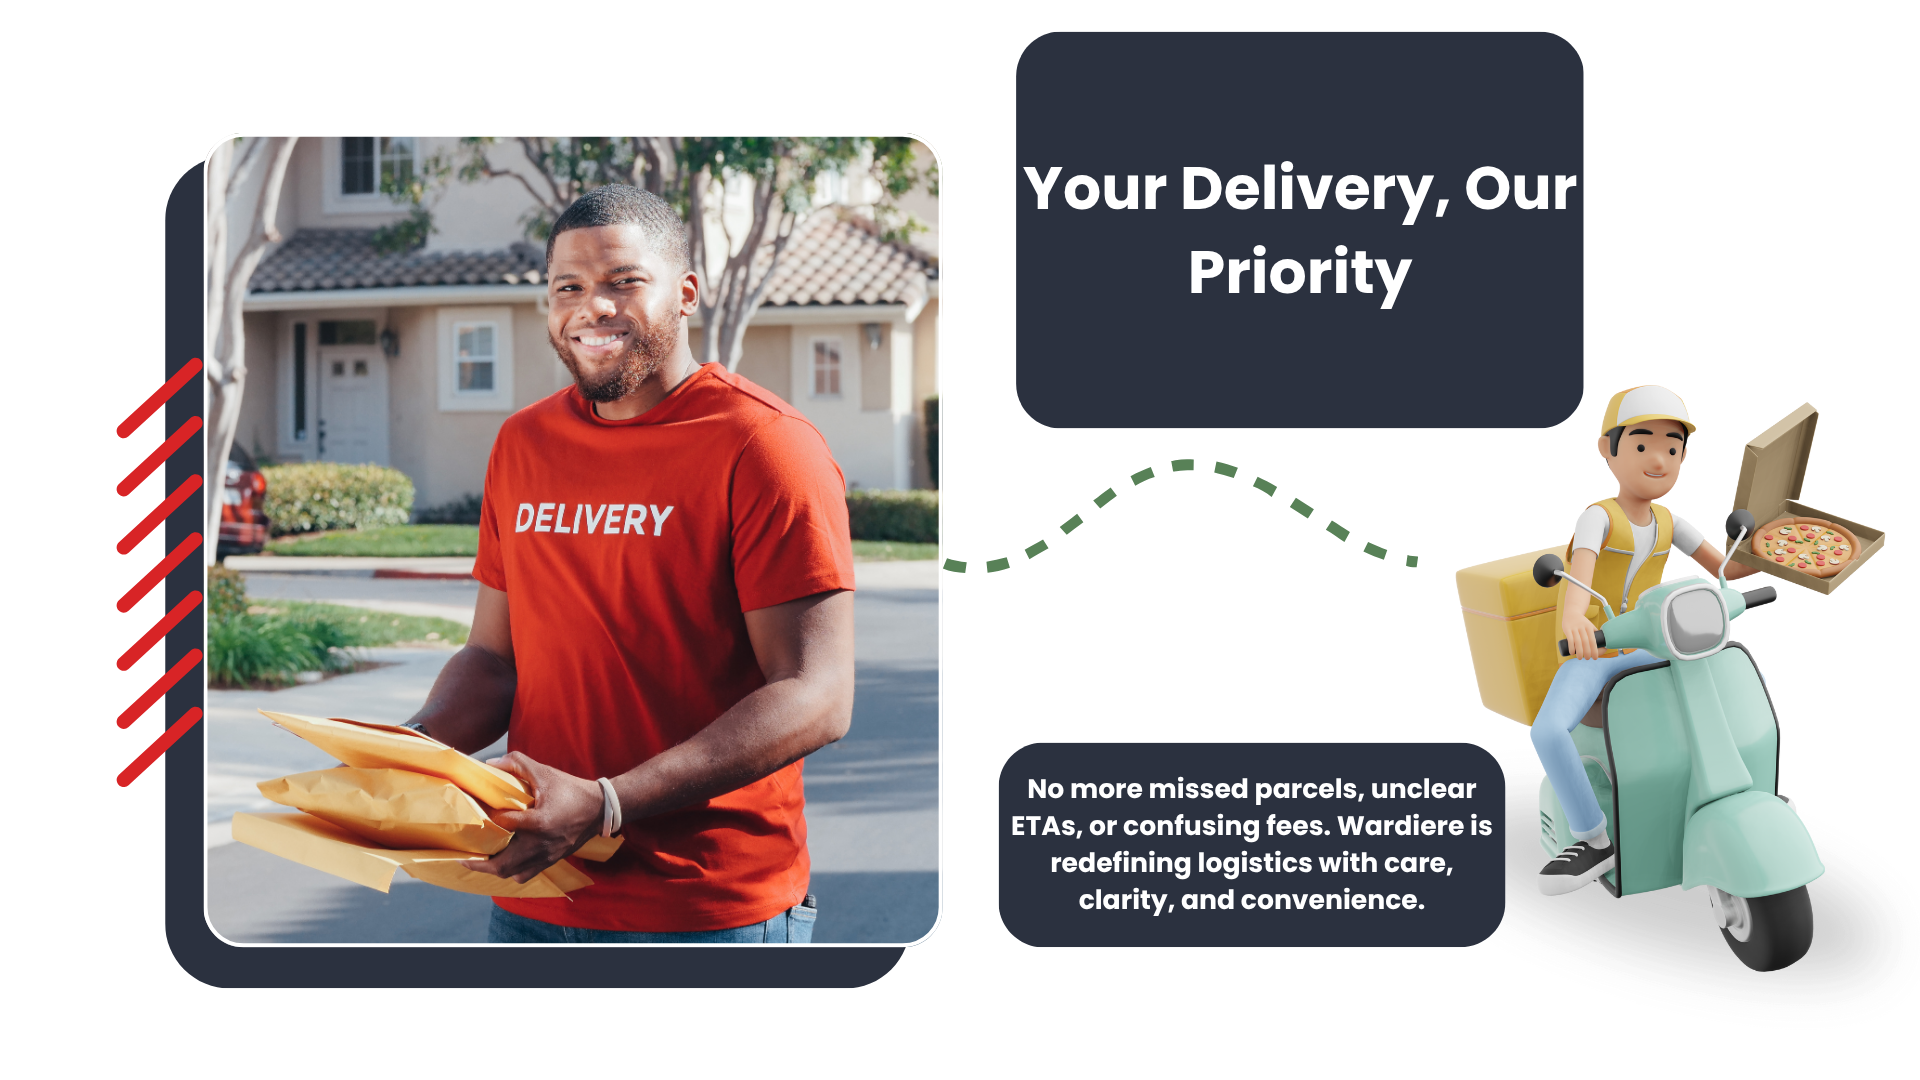 Your Delivery, Our
Priority
DELIVERY
No more missed parcels, unclear
ETAs, or confusing fees. Wardiere is
redefining logistics with care,
clarity, and convenience.